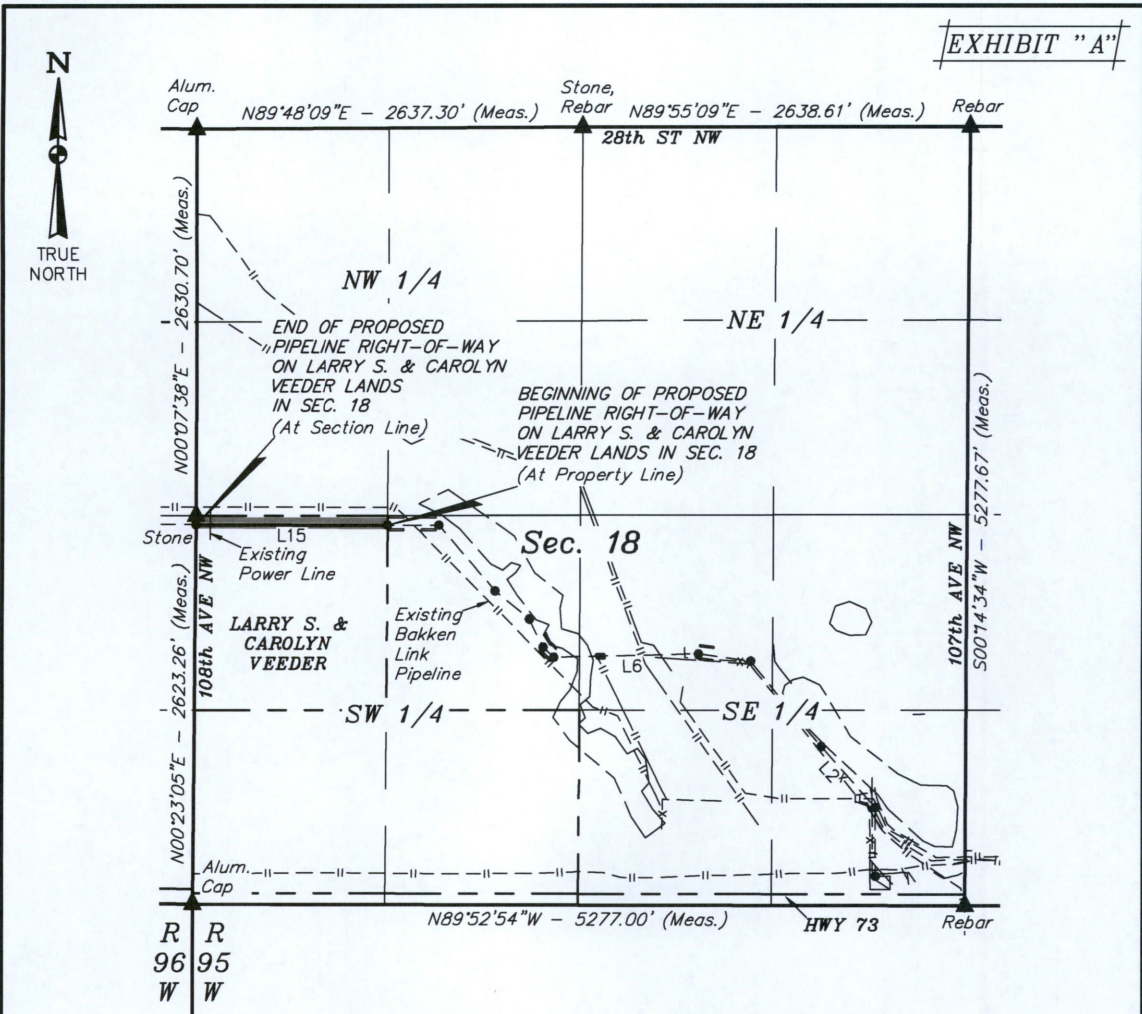 EXHIBIT "A"
N
TRUE
NORTH
Alum.
Cap
N89°48'09"E - 2637.30' (Meas.)
Stone,
Rebar
N89°55'09"E - 2638.61' (Meas.)
Rebar
28th ST NW
N00°07'38"E - 2630.70' (Meas.)
NW 1/4
NE 1/4
END OF PROPOSED
PIPELINE RIGHT-OF-WAY
ON LARRY S. & CAROLYN
VEEDER LANDS
IN SEC. 18
(At Section Line)
BEGINNING OF PROPOSED
PIPELINE RIGHT-OF-WAY
ON LARRY S. & CAROLYN
VEEDER LANDS IN SEC. 18
(At Property Line)
Stone
L15
Existing
Power Line
Sec. 18
107th AVE NW
S00°14'34"W - 5277.67' (Meas.)
N00°23'05"E - 2623.26' (Meas.)
108th AVE NW
LARRY S. &
CAROLYN
VEEDER
Existing
Bakken
Link
Pipeline
L6
SW 1/4
SE 1/4
L2
Alum.
Cap
N89°52'54"W - 5277.00' (Meas.)
HWY 73
Rebar
R R
96 95
W W